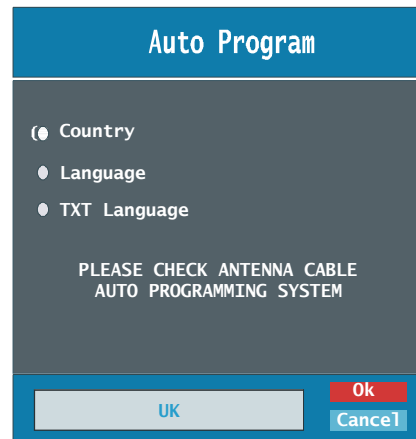 Auto Program
Country
Language
TXT Language
PLEASE CHECK ANTENNA CABLE
AUTO PROGRAMMING SYSTEM
UK
Ok
Cancel